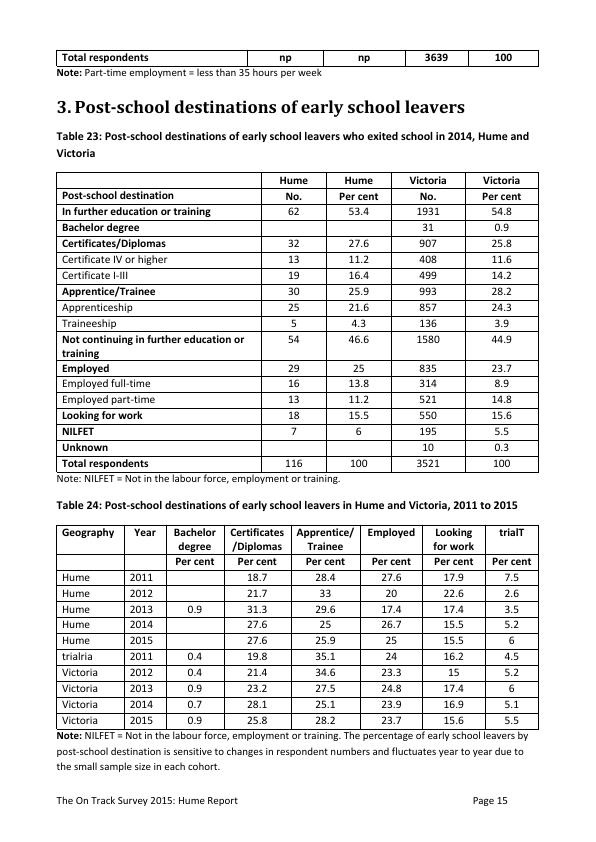 Total respondents np np 3639 100
Note: Part-time employment = less than 35 hours per week
3. Post-school destinations of early school leavers
Table 23: Post-school destinations of early school leavers who exited school in 2014, Hume and
Victoria
Hume Hume Victoria Victoria
Post-school destination No. Per cent No. Per cent
In further education or training 62 53.4 1931 54.8
Bachelor degree 31 0.9
Certificates/Diplomas 32 27.6 907 25.8
Certificate IV or higher 13 11.2 408 11.6
Certificate I-III 19 16.4 499 14.2
Apprentice/Trainee 30 25.9 993 28.2
Apprenticeship 25 21.6 857 24.3
Traineeship 5 4.3 136 3.9
Not continuing in further education or 54 46.6 1580 44.9
training
Employed 29 25 835 23.7
Employed full-time 16 13.8 314 8.9
Employed part-time 13 11.2 521 14.8
Looking for work 18 15.5 550 15.6
NILFET 7 6 195 5.5
Unknown 10 0.3
Total respondents 116 100 3521 100
Note: NILFET = Not in the labour force, employment or training.
Table 24: Post-school destinations of early school leavers in Hume and Victoria, 2011 to 2015
Geography Year Bachelor Certificates Apprentice/ Employed Looking trialT
degree /Diplomas Trainee for work
Per cent Per cent Per cent Per cent Per cent Per cent
Hume 2011 18.7 28.4 27.6 17.9 7.5
Hume 2012 21.7 33 20 22.6 2.6
Hume 2013 0.9 31.3 29.6 17.4 17.4 3.5
Hume 2014 27.6 25 26.7 15.5 5.2
Hume 2015 27.6 25.9 25 15.5 6
trialria 2011 0.4 19.8 35.1 24 16.2 4.5
Victoria 2012 0.4 21.4 34.6 23.3 15 5.2
Victoria 2013 0.9 23.2 27.5 24.8 17.4 6
Victoria 2014 0.7 28.1 25.1 23.9 16.9 5.1
Victoria 2015 0.9 25.8 28.2 23.7 15.6 5.5
Note: NILFET = Not in the labour force, employment or training. The percentage of early school leavers by
post-school destination is sensitive to changes in respondent numbers and fluctuates year to year due to
the small sample size in each cohort.
The On Track Survey 2015: Hume Report Page 15